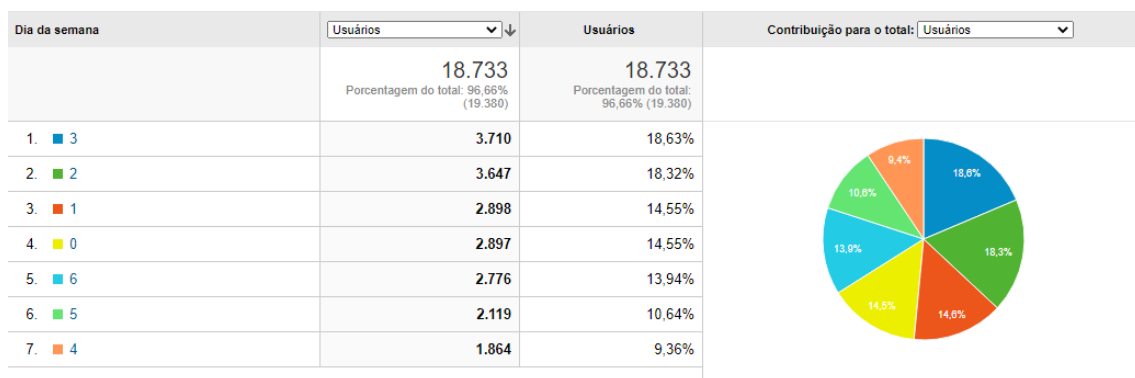 Dia da semana Usuários Usuários Contribuição para o total: Usuários
18.733 18.733
Porcentagem do total: 96,66% (19.380) Porcentagem do total: 96,66% (19.380)
1. 3 3.710 18,63%
2. 2 3.647 18,32%
3. 1 2.898 14,55%
4. 0 2.897 14,55%
5. 6 2.776 13,94%
6. 5 2.119 10,64%
7. 4 1.864 9,36%
9,4%
18,6%
10,6%
13,9%
18,3%
14,5%
14,6%